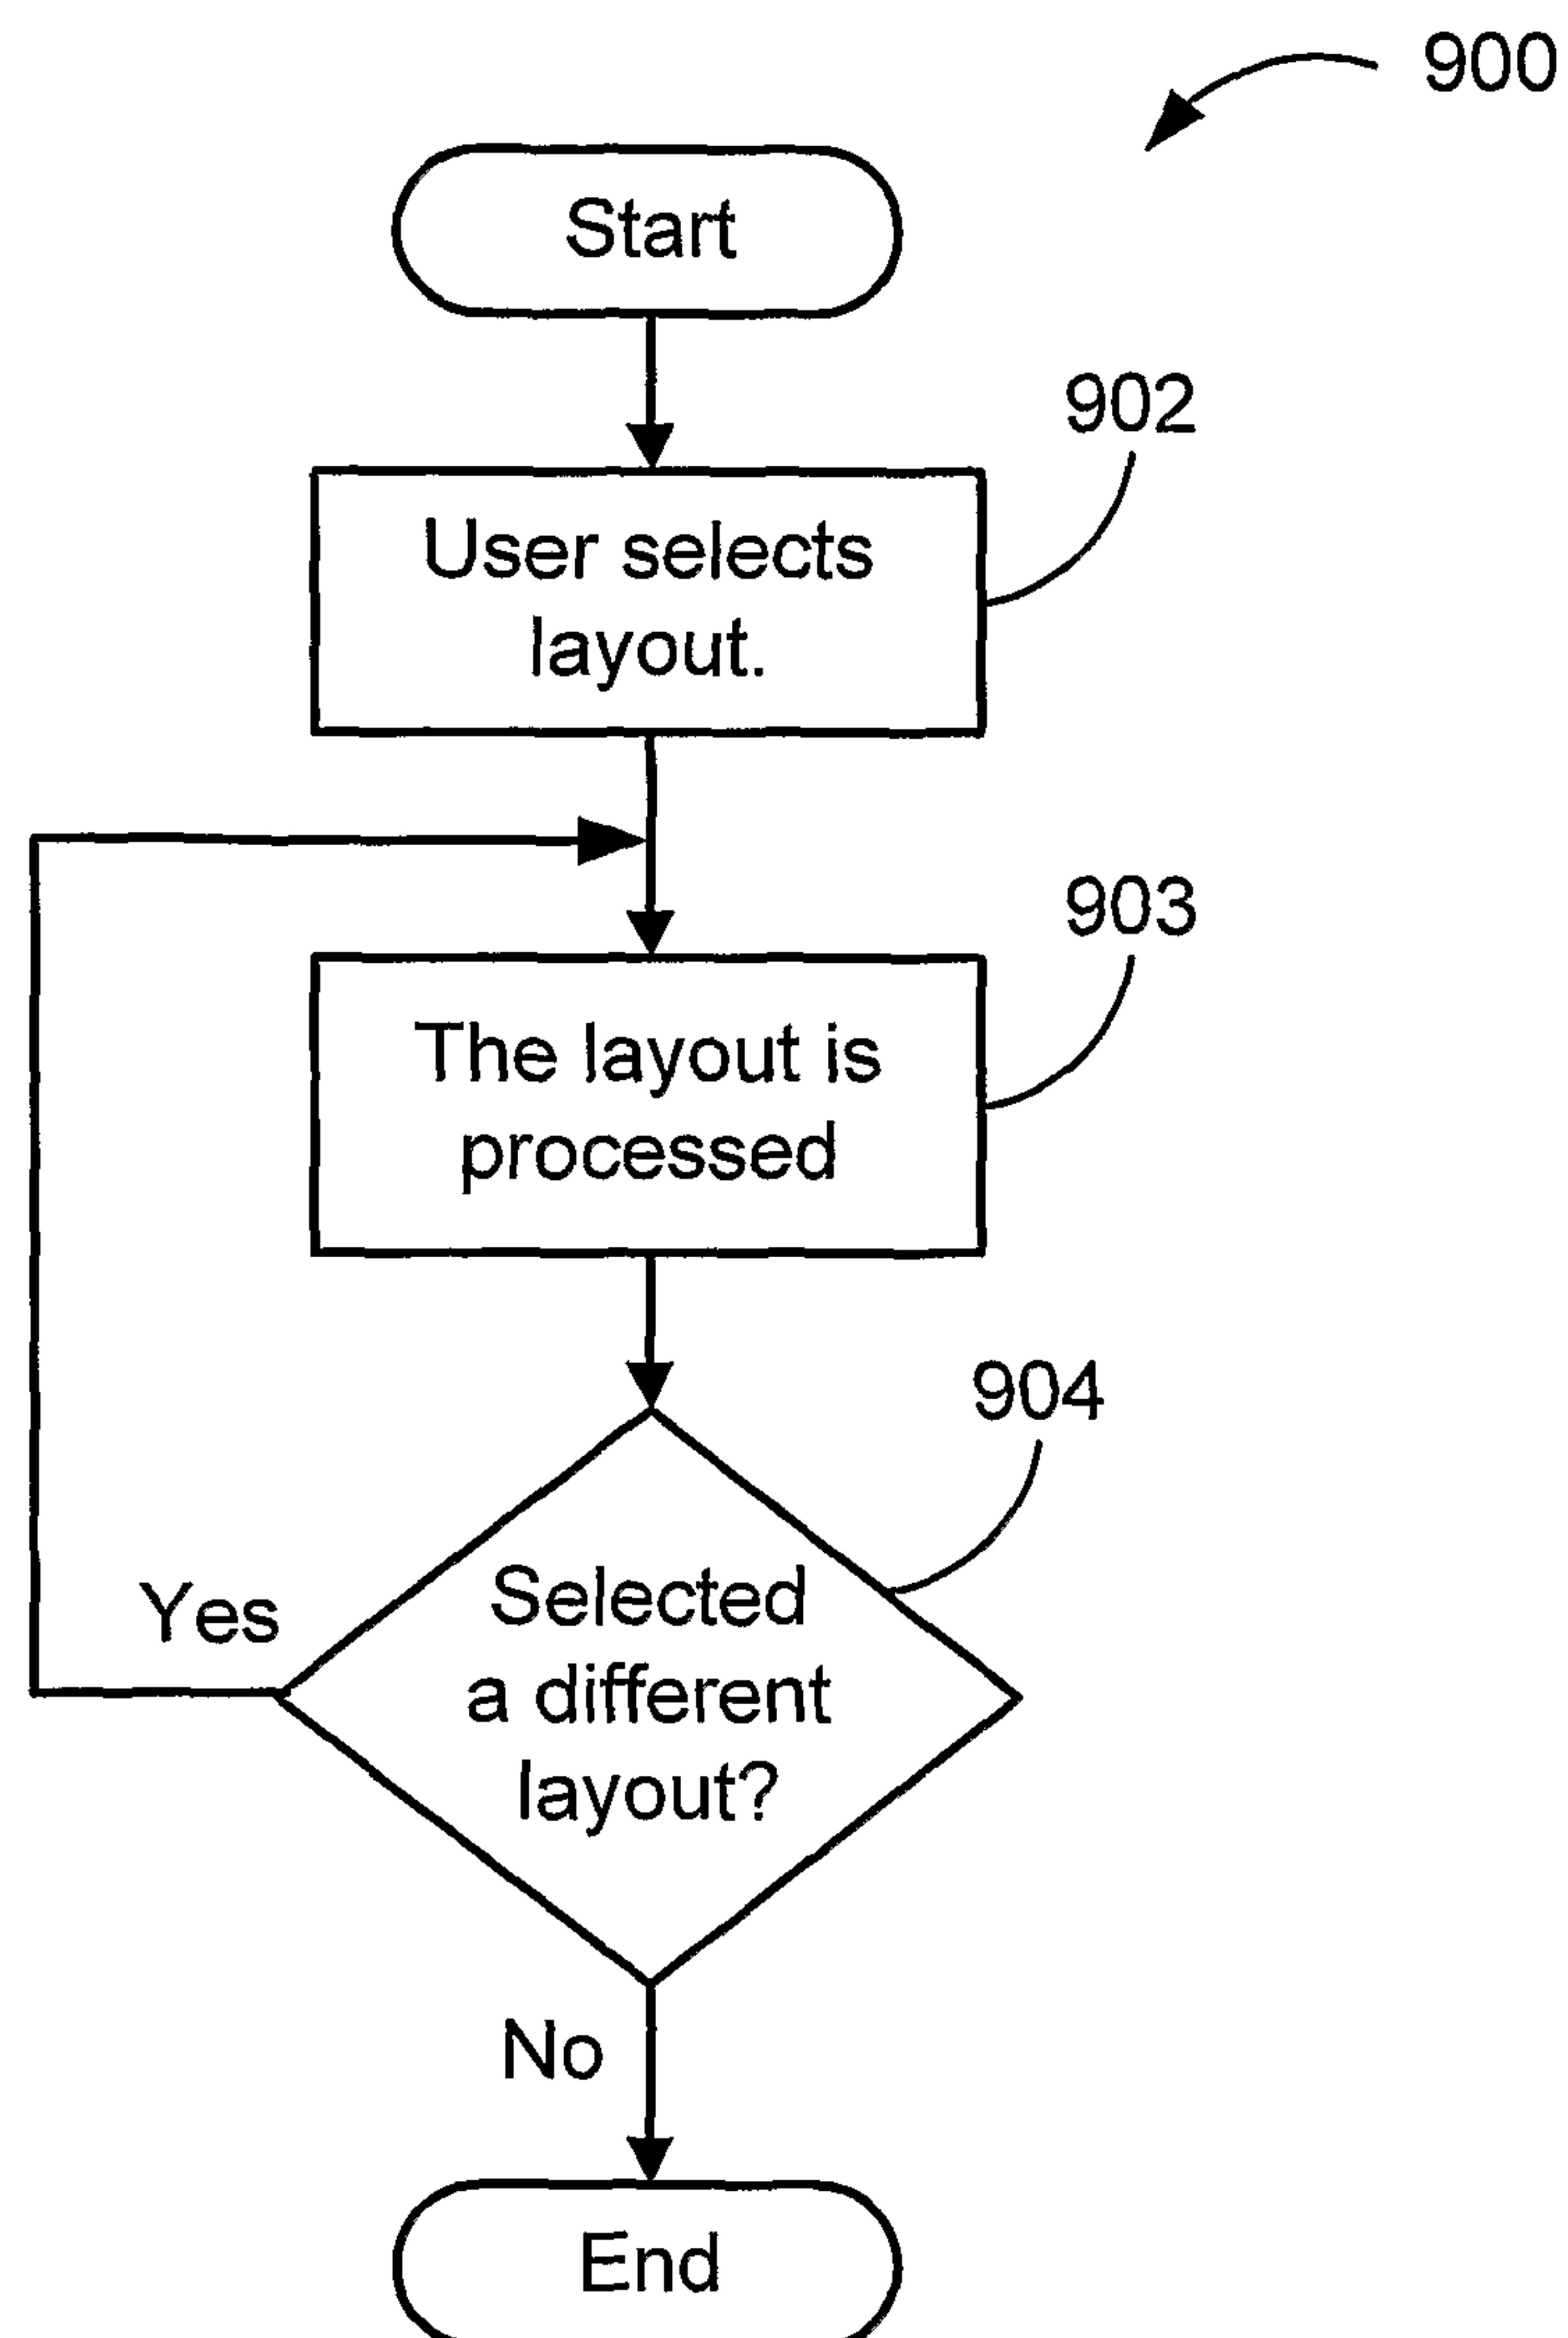 900
Start
902
User selects
layout.
903
The layout is
processed
904
Selected
a different
layout?
Yes
No
End